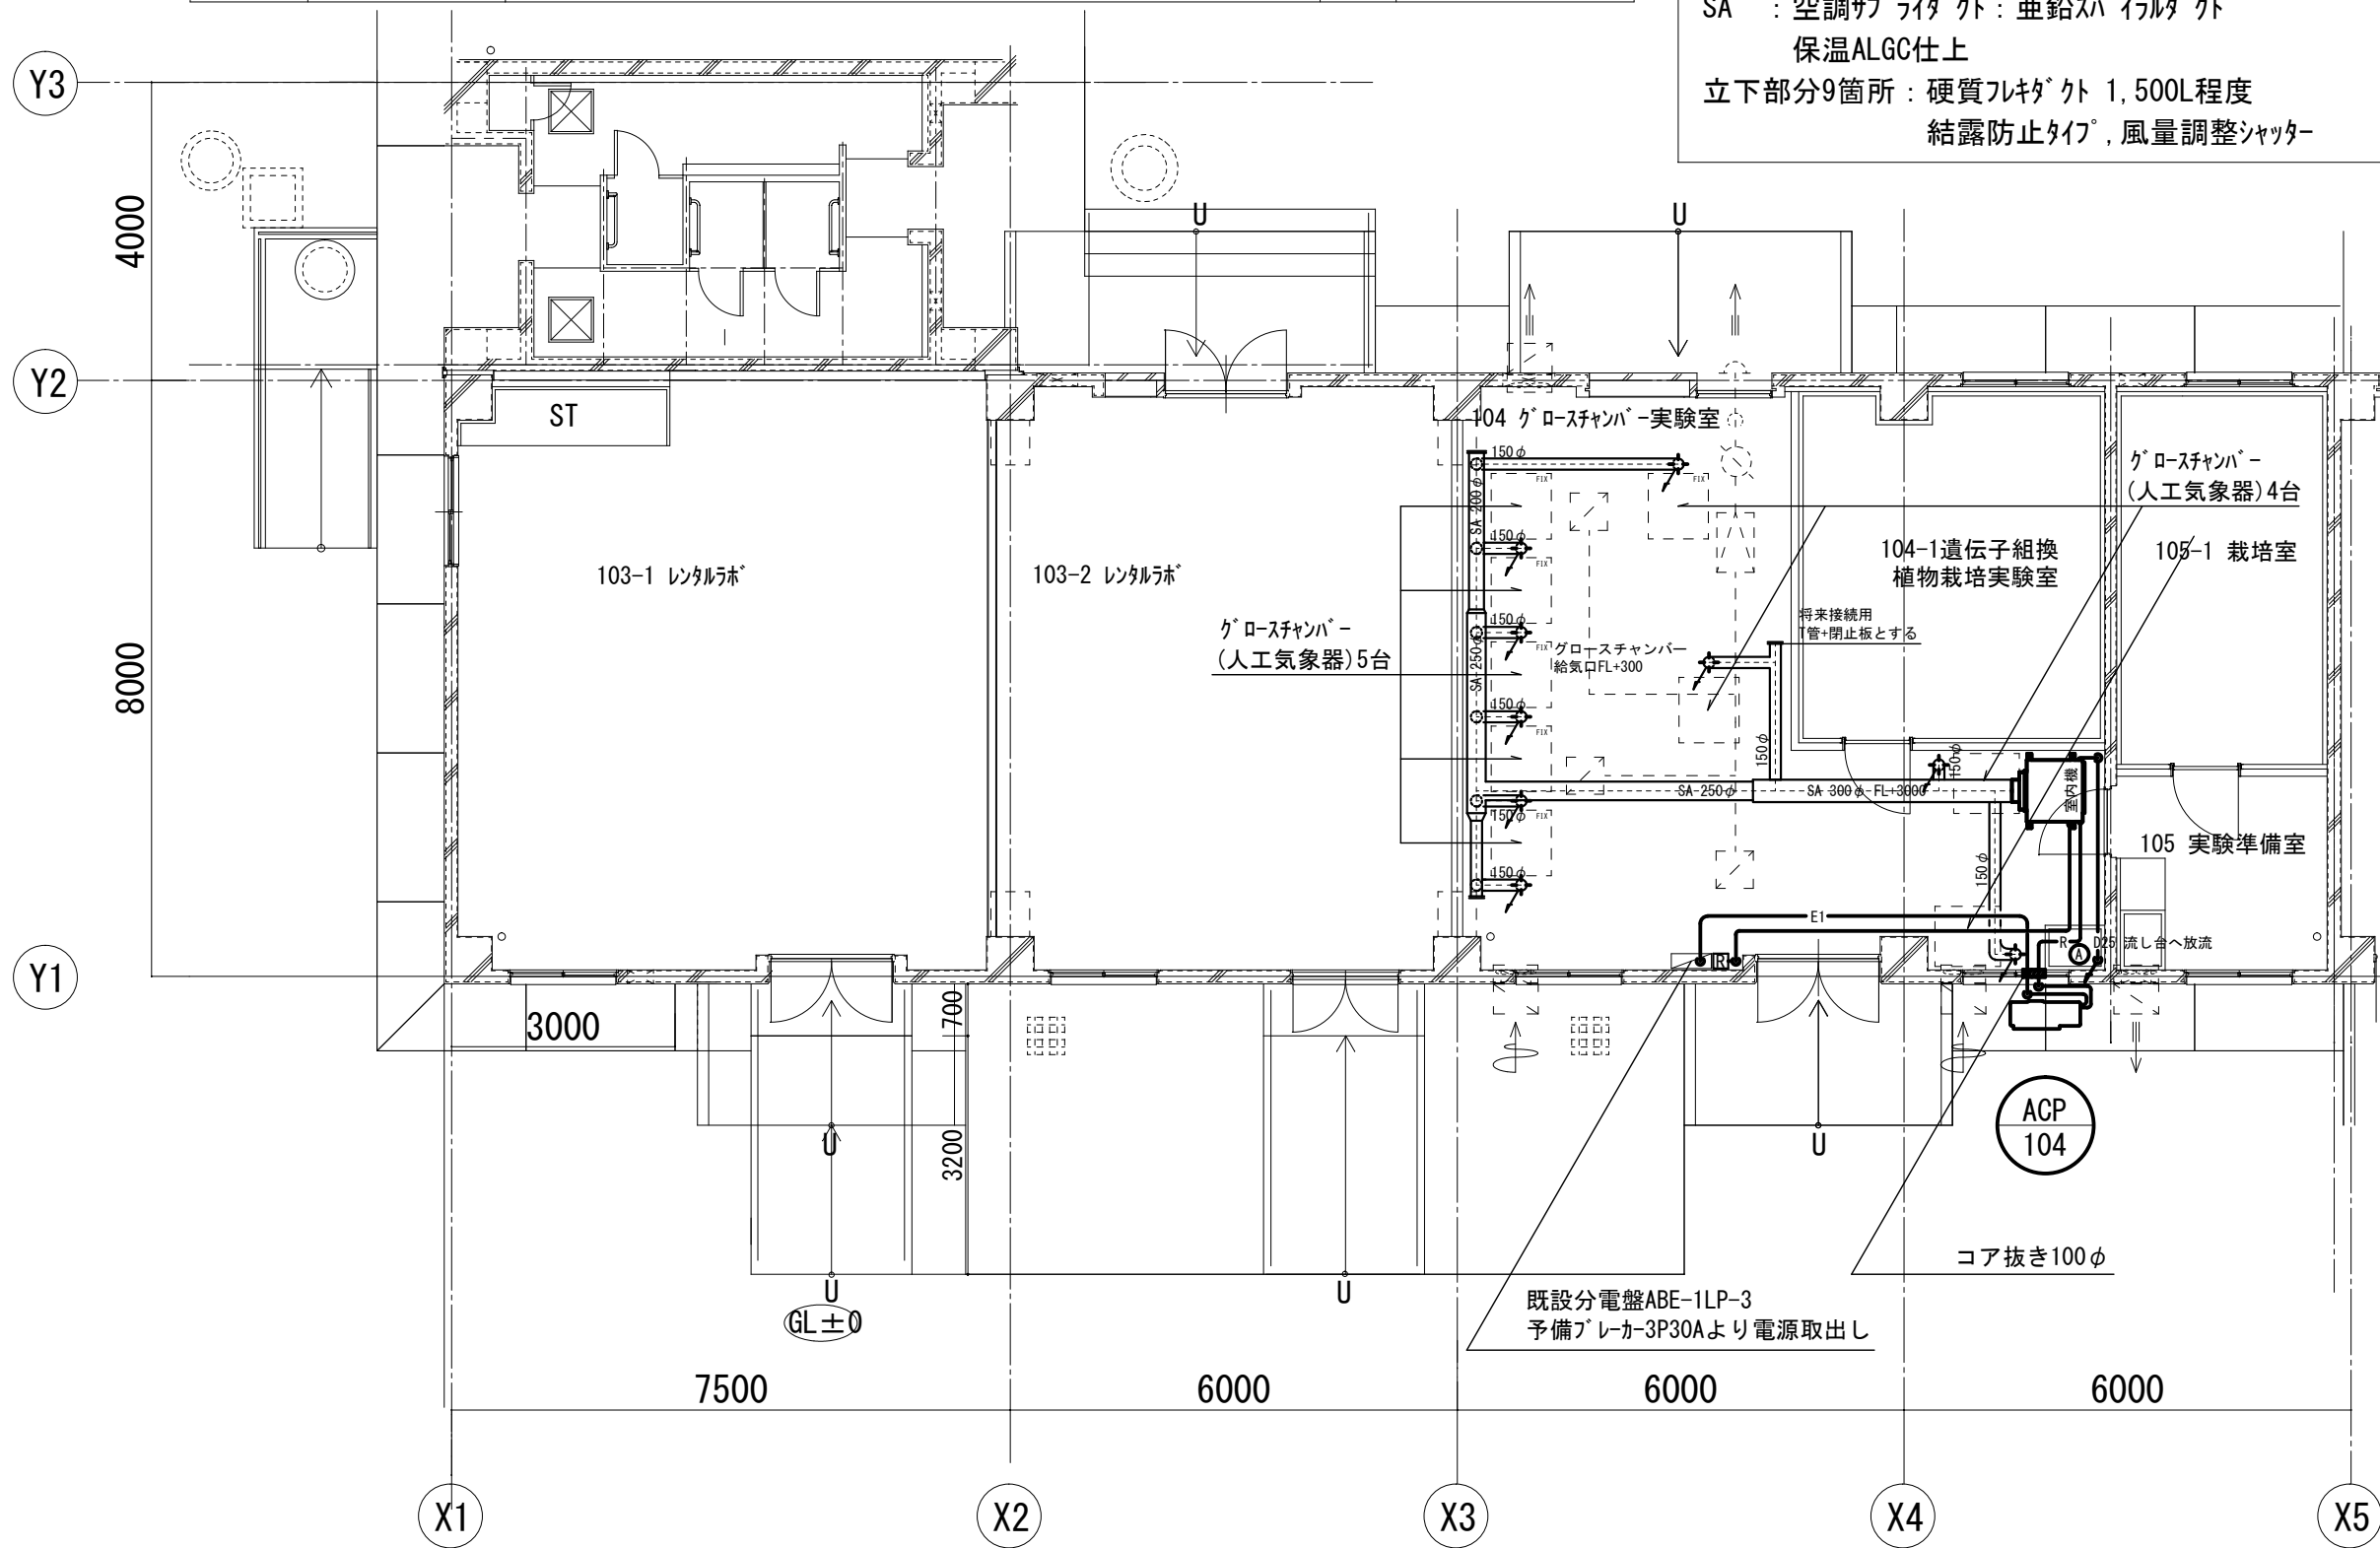 SA :空調サプライダクト:亜鉛スパイラルダクト
保温ALGC仕上
立下部分9箇所:硬質フレキダクト 1,500L程度
結露防止タイプ,風量調整シャッター
Y3
4000
U
U
Y2
ST
104 グロースチャンバー実験室
150φ
SA 200φ
FIX
FIX
グロースチャンバー
(人工気象器)4台
150φ
FIX
104-1遺伝子組換
植物栽培実験室
105-1 栽培室
103-1 レンタルラボ
103-2 レンタルラボ
将来接続用
T管+閉止板とする
150φ
FIX
グロースチャンバー
(人工気象器)5台
グロースチャンバー
給気口FL+300
SA-250φ
8000
150φ
FIX
150φ
150φ
室内機
SA-250φ
SA 300φ-FL+3000
150φ
FIX
105 実験準備室
150φ
150φ
E1
R
R
A
D25 流し台へ放流
Y1
3000
700
ACP
104
U
3200
U
コア抜き100φ
U
U
GL±0
既設分電盤ABE-1LP-3
予備ブレーカー3P30Aより電源取出し
7500
6000
6000
6000
X1
X2
X3
X4
X5